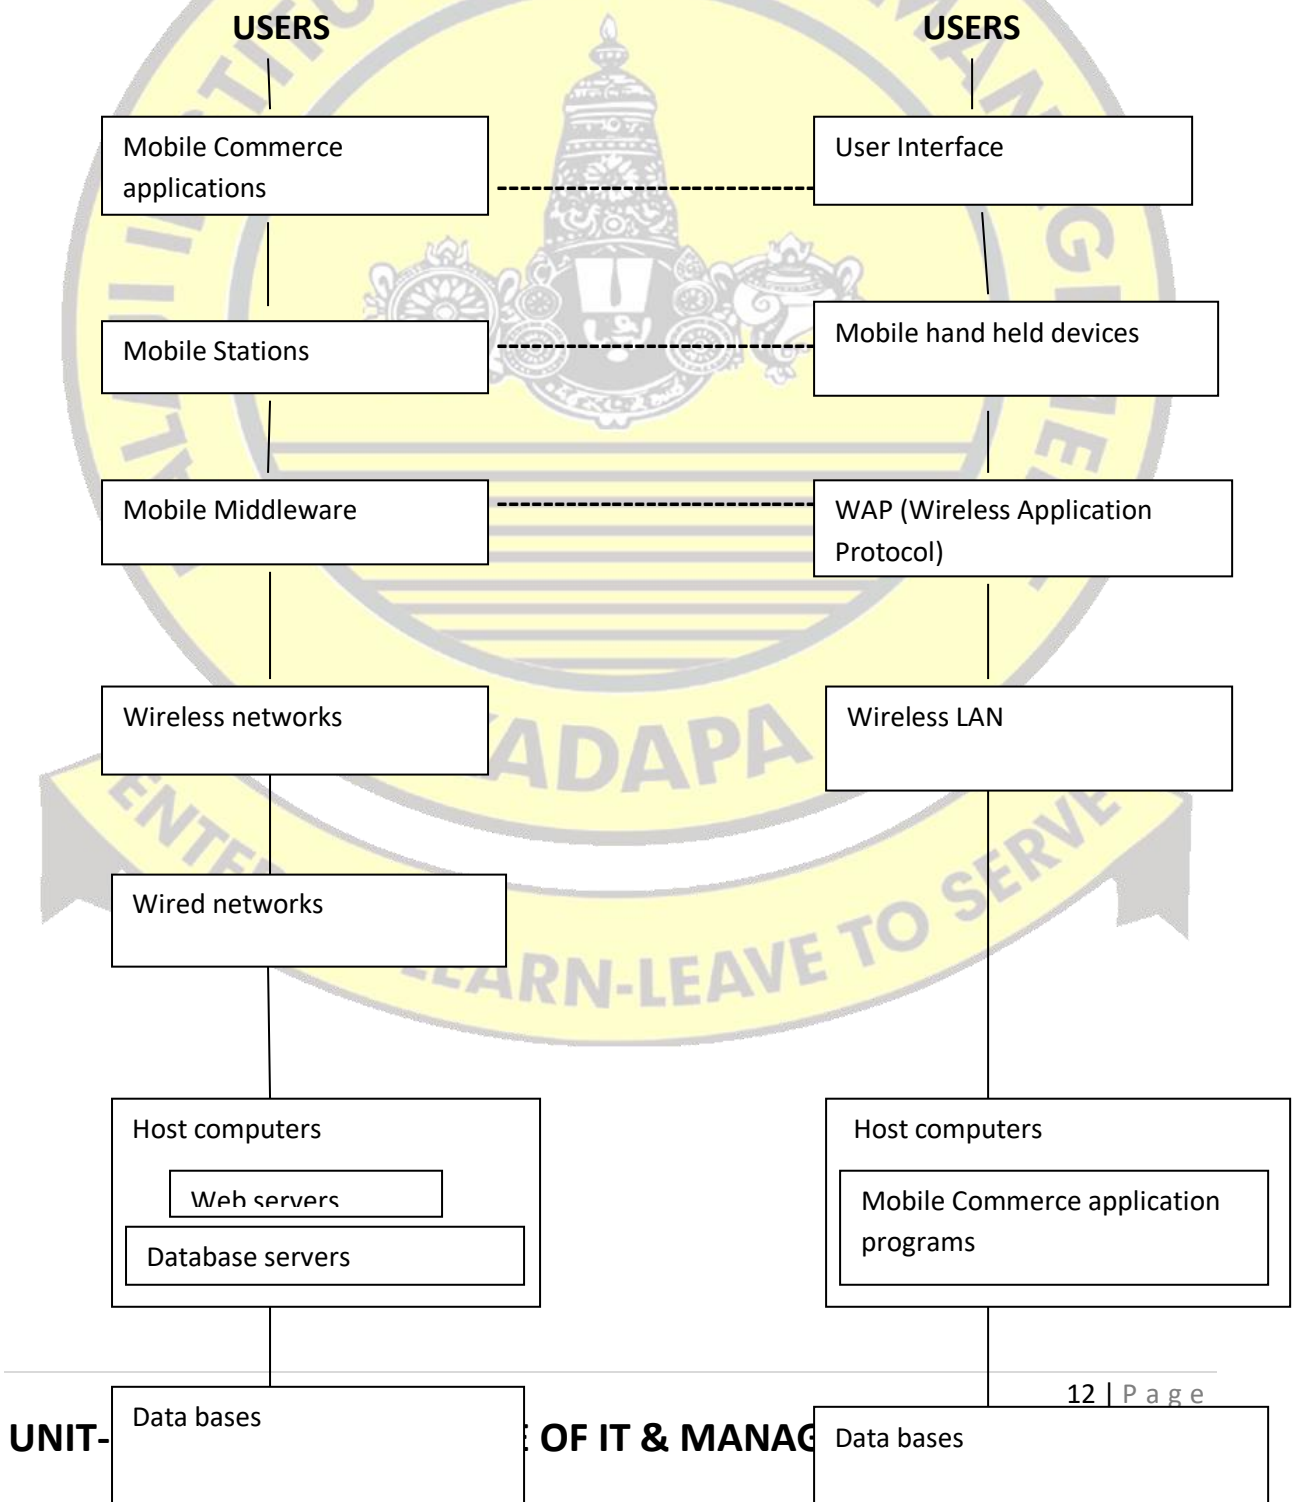 USERS
USERS
Mobile Commerce
applications
User Interface
Mobile Stations
Mobile hand held devices
Mobile Middleware
WAP (Wireless Application
Protocol)
Wireless networks
Wireless LAN
KADAPA
Wired networks
LEARN-LEAVE TO SERVE
Host computers
Web servers
Database servers
Host computers
Mobile Commerce application
programs
12 | Page
Data bases
Data bases
UNIT- OF IT &